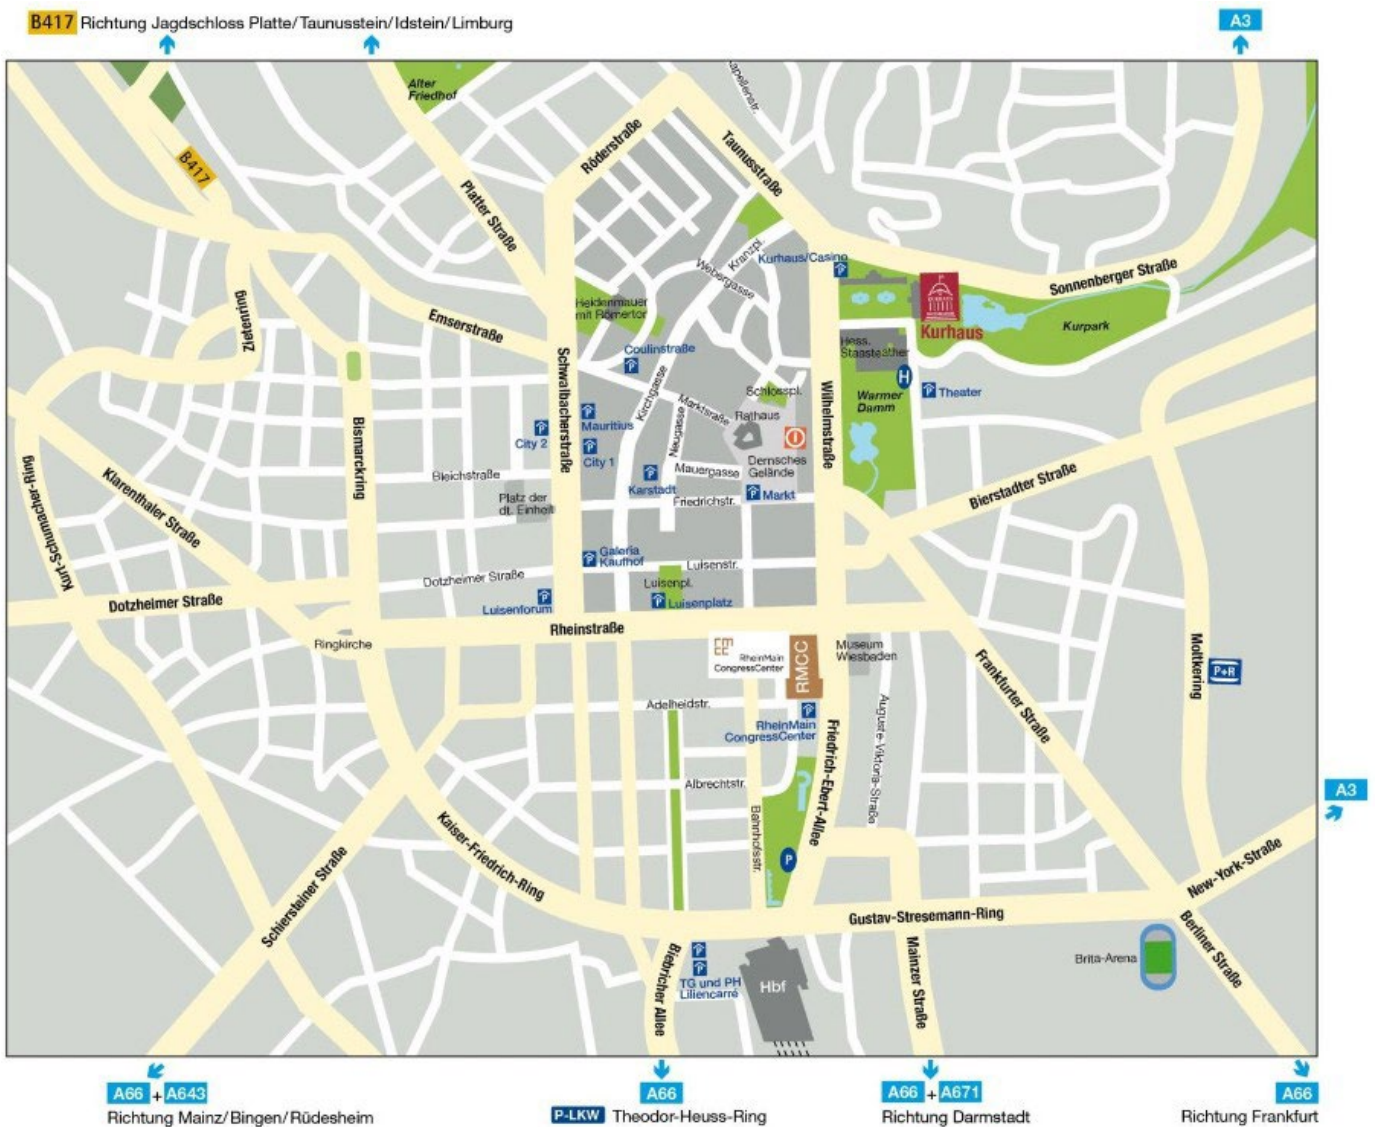 B417 Richtung Jagdschloss Platte/Taunusstein/Idstein/Limburg
A3
Alter
Friedhof
B417
Röderstraße
Taunusstraße
Platter Straße
Kranzpl.
Webergasse
Kurhaus/Casino
Sonnenberger Straße
Zietenring
Emserstraße
Heidenmauer
mit Römertor
KURHAUS
Kurhaus
Kurpark
Coulinstraße
Hess.
Staasteather
H
Theater
Schwalbacherstraße
Kirchgasse
Marktstraße
Schlosspl.
Wilhelmstraße
Warmer
Damm
Mauritius
City 2
City 1
Neugasse
Rathaus
i
Dernsches
Gelände
Bismarckring
Bleichstraße
Mauergasse
Karstadt
Markt
Friedrichstr.
Platz der
dt. Einheit
Bierstadter Straße
Kurt-Schumacher-Ring
Klarenthaler Straße
Galeria
Kaufhof
Luisenstr.
Dotzheimer Straße
Luisenpl.
Luisenforum
Luisenplatz
Dotzheimer Straße
Rheinstraße
Ringkirche
rm
cc
RheinMain
CongressCenter
RMCC
Museum
Wiesbaden
Moltkering
P+R
Frankfurter Straße
Adelheidstr.
RheinMain
CongressCenter
Friedrich-Ebert-Allee
Auguste-Viktoria-Straße
Albrechtstr.
A3
Bahnhofsstr.
P
Kaiser-Friedrich-Ring
Schiersteiner Straße
New-York-Straße
Gustav-Stresemann-Ring
Berliner Straße
Biebricher Allee
TG und PH
Liliencarré
Hbf
Mainzer Straße
Brita-Arena
A66 + A643
Richtung Mainz/Bingen/Rüdesheim
A66
P-LKW Theodor-Heuss-Ring
A66 + A671
Richtung Darmstadt
A66
Richtung Frankfurt